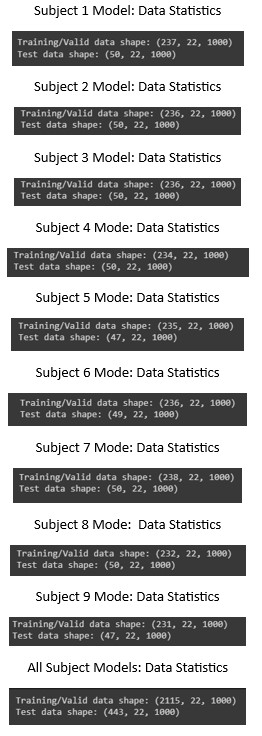 Subject 1 Model: Data Statistics
Training/Valid data shape: (237, 22, 1000)
Test data shape: (50, 22, 1000)
Subject 2 Model: Data Statistics
Training/Valid data shape: (236, 22, 1000)
Test data shape: (50, 22, 1000)
Subject 3 Model: Data Statistics
Training/Valid data shape: (236, 22, 1000)
Test data shape: (50, 22, 1000)
Subject 4 Mode: Data Statistics
Training/Valid data shape: (234, 22, 1000)
Test data shape: (50, 22, 1000)
Subject 5 Mode: Data Statistics
Training/Valid data shape: (235, 22, 1000)
Test data shape: (47, 22, 1000)
Subject 6 Mode: Data Statistics
Training/Valid data shape: (236, 22, 1000)
Test data shape: (49, 22, 1000)
Subject 7 Mode: Data Statistics
Training/Valid data shape: (238, 22, 1000)
Test data shape: (50, 22, 1000)
Subject 8 Mode:  Data Statistics
Training/Valid data shape: (232, 22, 1000)
Test data shape: (50, 22, 1000)
Subject 9 Mode: Data Statistics
Training/Valid data shape: (231, 22, 1000)
Test data shape: (47, 22, 1000)
All Subject Models: Data Statistics
Training/Valid data shape: (2115, 22, 1000)
Test data shape: (443, 22, 1000)